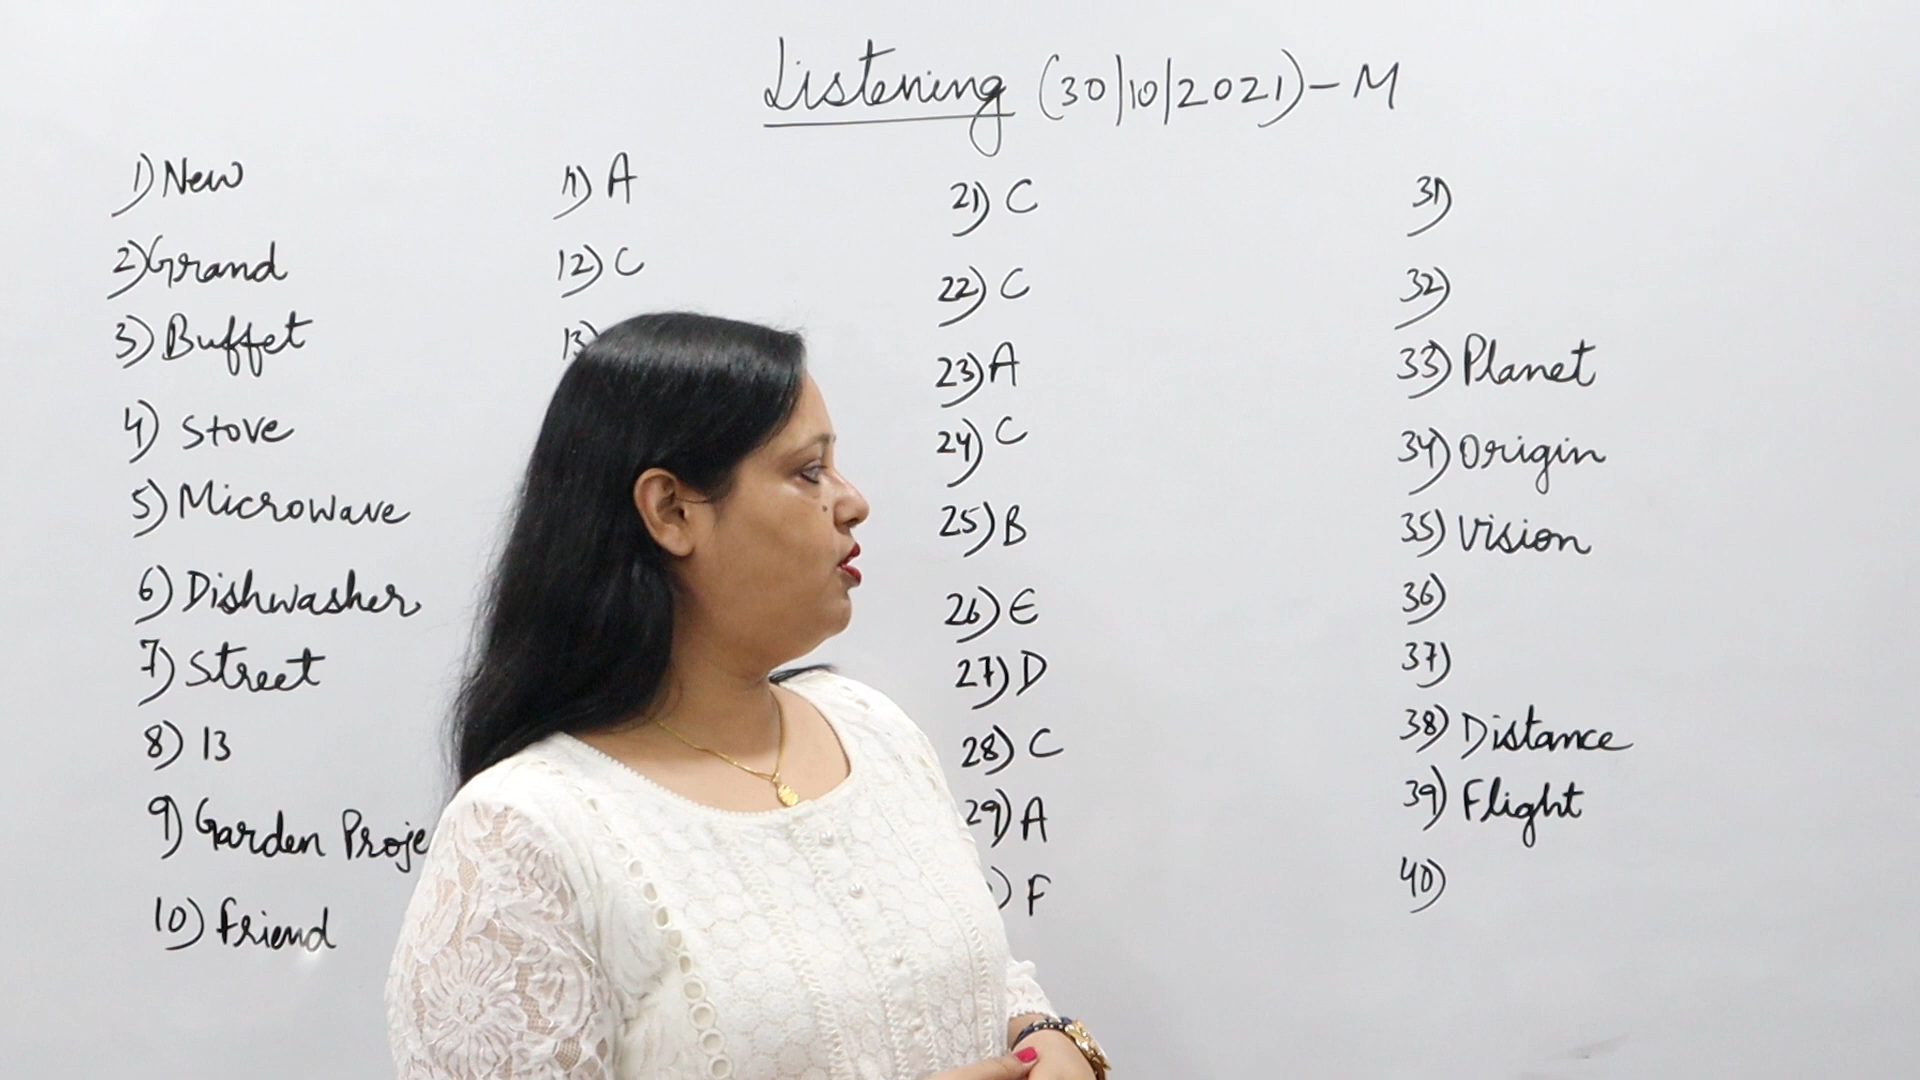 Listening (30/10/2021)-M
1) New
2) Grand
3) Buffet
4) Stove
5) Microwave
6) Dishwasher
7) Street
8) 13
9) Garden Proje
10) Friend
11) A
12) C
13)
21) C
22) C
23) A
24) C
25) B
26) E
27) D
28) C
29) A
) F
31)
32)
33) Planet
34) Origin
35) Vision
36)
37)
38) Distance
39) Flight
40)